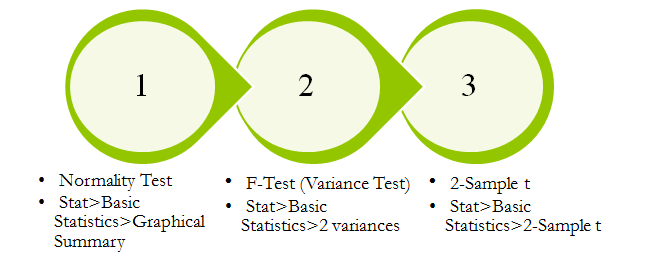 1
2
3
• Normality Test
• Stat>Basic
Statistics>Graphical
Summary
• F-Test (Variance Test)
• Stat>Basic
Statistics>2 variances
• 2-Sample t
• Stat>Basic
Statistics>2-Sample t